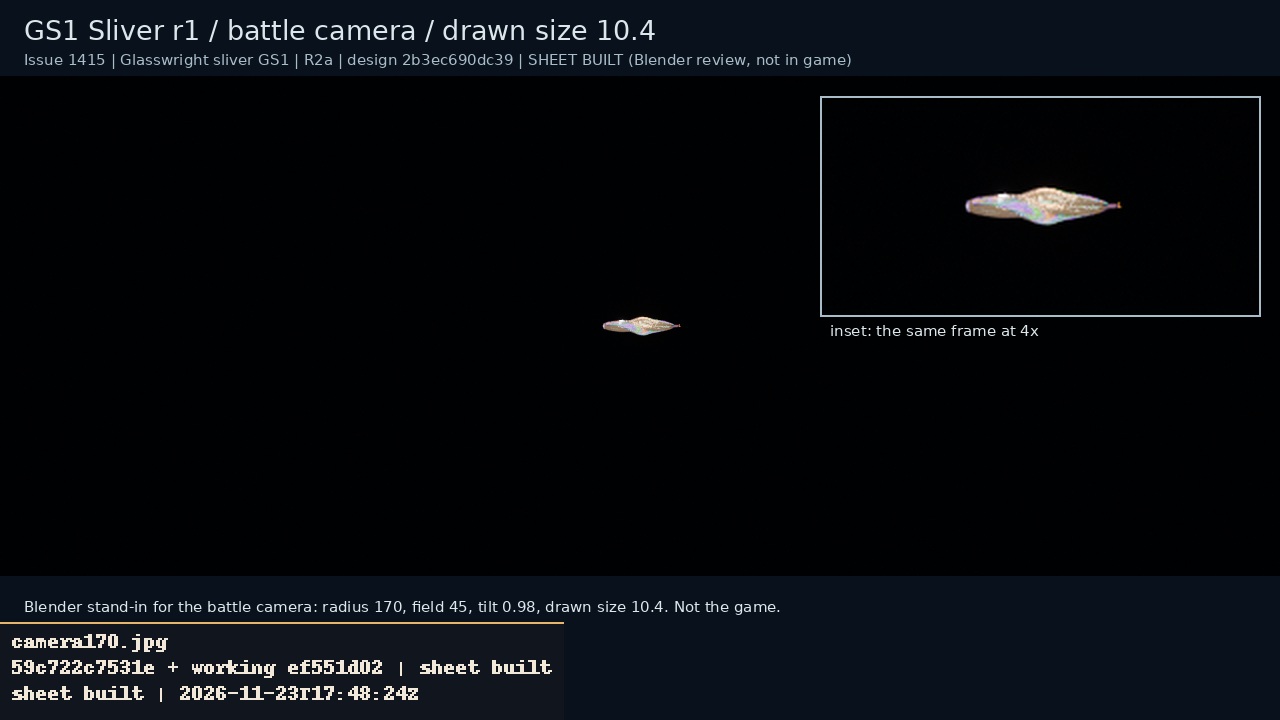 GS1 Sliver r1 / battle camera / drawn size 10.4
Issue 1415 | Glasswright sliver GS1 | R2a | design 2b3ec690dc39 | SHEET BUILT (Blender review, not in game)
inset: the same frame at 4x
Blender stand-in for the battle camera: radius 170, field 45, tilt 0.98, drawn size 10.4. Not the game.
camera170.jpg
59c722c7531e + working ef551d02 | sheet built
sheet built | 2026-11-23T17:48:24Z